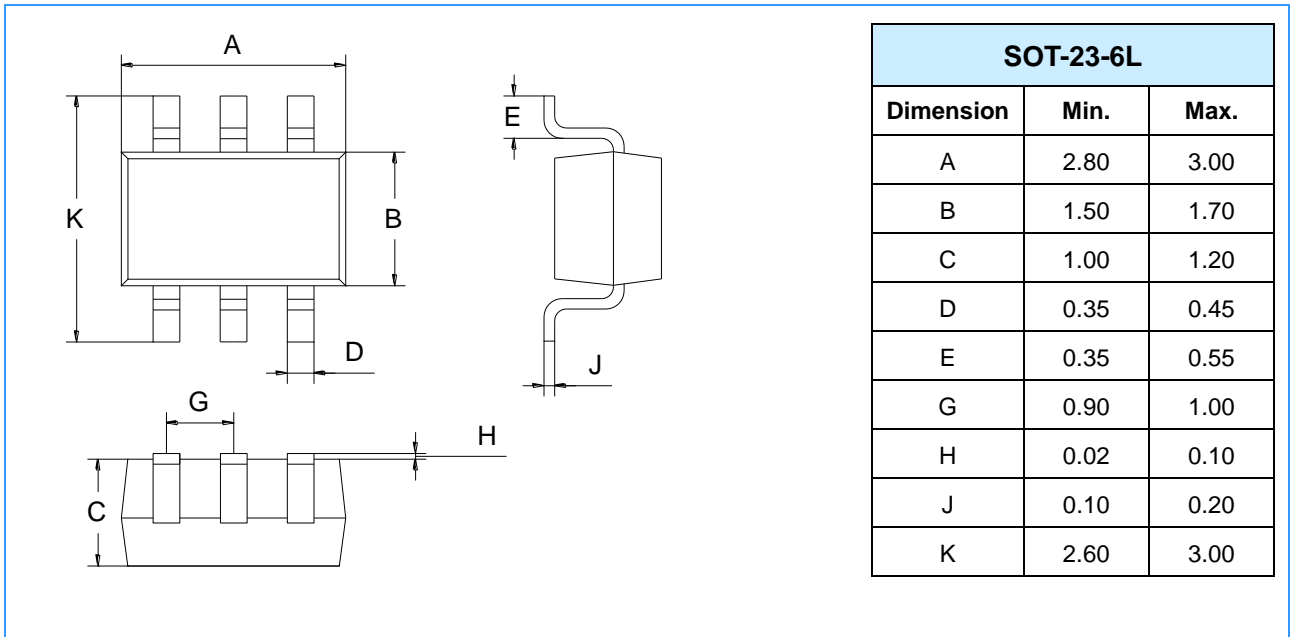 A
K
B
D
G
H
C
E
J
SOT-23-6L
Dimension Min. Max.
A 2.80 3.00
B 1.50 1.70
C 1.00 1.20
D 0.35 0.45
E 0.35 0.55
G 0.90 1.00
H 0.02 0.10
J 0.10 0.20
K 2.60 3.00